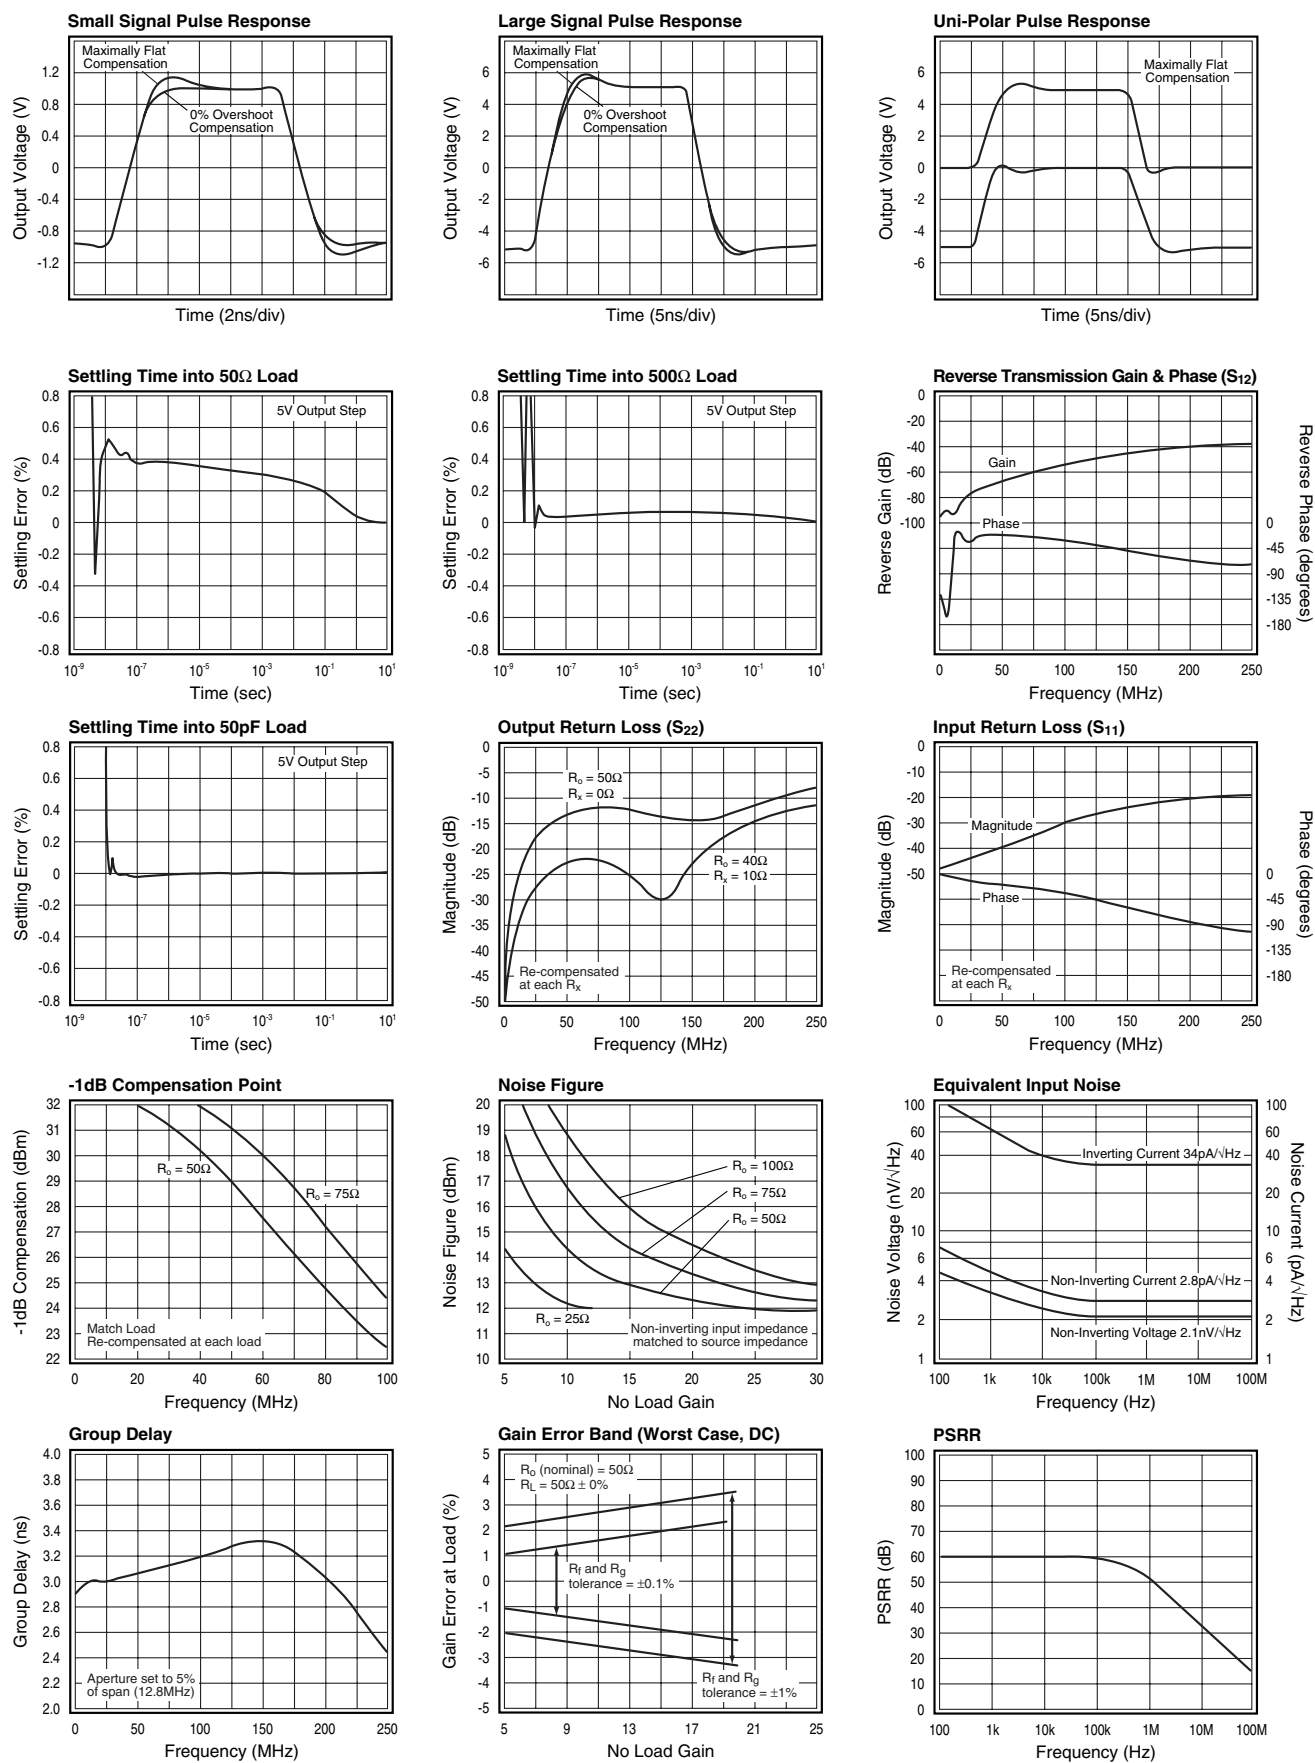 Small Signal Pulse Response
Output Voltage (V)
1.2
0.8
0.4
0
-0.4
-0.8
-1.2
Maximally Flat
Compensation
0% Overshoot
Compensation
Time (2ns/div)
Large Signal Pulse Response
Output Voltage (V)
6
4
2
0
-2
-4
-6
Maximally Flat
Compensation
0% Overshoot
Compensation
Time (5ns/div)
Uni-Polar Pulse Response
Output Voltage (V)
6
4
2
0
-2
-4
-6
Maximally Flat
Compensation
Time (5ns/div)
Settling Time into 50Ω Load
Settling Error (%)
0.8
0.6
0.4
0.2
0
-0.2
-0.4
-0.6
-0.8
5V Output Step
10⁻⁹ 10⁻⁷ 10⁻⁵ 10⁻³ 10⁻¹ 10¹
Time (sec)
Settling Time into 500Ω Load
Settling Error (%)
0.8
0.6
0.4
0.2
0
-0.2
-0.4
-0.6
-0.8
5V Output Step
10⁻⁹ 10⁻⁷ 10⁻⁵ 10⁻³ 10⁻¹ 10¹
Time (sec)
Reverse Transmission Gain & Phase (S₁₂)
Reverse Gain (dB)
0
-20
-40
-60
-80
-100
Gain
Phase
0
-45
-90
-135
-180
Reverse Phase (degrees)
0 50 100 150 200 250
Frequency (MHz)
Settling Time into 50pF Load
Settling Error (%)
0.8
0.6
0.4
0.2
0
-0.2
-0.4
-0.6
-0.8
5V Output Step
10⁻⁹ 10⁻⁷ 10⁻⁵ 10⁻³ 10⁻¹ 10¹
Time (sec)
Output Return Loss (S₂₂)
Magnitude (dB)
0
-5
-10
-15
-20
-25
-30
-35
-40
-45
-50
Rₒ = 50Ω
Rₓ = 0Ω
Rₒ = 40Ω
Rₓ = 10Ω
Re-compensated
at each Rₓ
0 50 100 150 200 250
Frequency (MHz)
Input Return Loss (S₁₁)
Magnitude (dB)
0
-10
-20
-30
-40
-50
Magnitude
Phase
Re-compensated
at each Rₓ
0
-45
-90
-135
-180
Phase (degrees)
0 50 100 150 200 250
Frequency (MHz)
-1dB Compensation Point
-1dB Compensation (dBm)
32
31
30
29
28
27
26
25
24
23
22
Rₒ = 50Ω
Rₒ = 75Ω
Match Load
Re-compensated at each load
0 20 40 60 80 100
Frequency (MHz)
Noise Figure
Noise Figure (dBm)
20
19
18
17
16
15
14
13
12
11
10
Rₒ = 100Ω
Rₒ = 75Ω
Rₒ = 50Ω
Rₒ = 25Ω
Non-inverting input impedance
matched to source impedance
5 10 15 20 25 30
No Load Gain
Equivalent Input Noise
Noise Voltage (nV/√Hz)
100
60
40
20
10
6
4
2
1
Inverting Current 34pA/√Hz
Non-Inverting Current 2.8pA/√Hz
Non-Inverting Voltage 2.1nV/√Hz
100
60
40
20
10
6
4
2
1
Noise Current (pA/√Hz)
100 1k 10k 100k 1M 10M 100M
Frequency (Hz)
Group Delay
Group Delay (ns)
4.0
3.8
3.6
3.4
3.2
3.0
2.8
2.6
2.4
2.2
2.0
Aperture set to 5%
of span (12.8MHz)
0 50 100 150 200 250
Frequency (MHz)
Gain Error Band (Worst Case, DC)
Gain Error at Load (%)
5
4
3
2
1
0
-1
-2
-3
-4
-5
Rₒ (nominal) = 50Ω
R_L = 50Ω ± 0%
R_f and R_g
tolerance = ±0.1%
R_f and R_g
tolerance = ±1%
5 9 13 17 21 25
No Load Gain
PSRR
PSRR (dB)
100
90
80
70
60
50
40
30
20
10
0
100 1k 10k 100k 1M 10M 100M
Frequency (Hz)